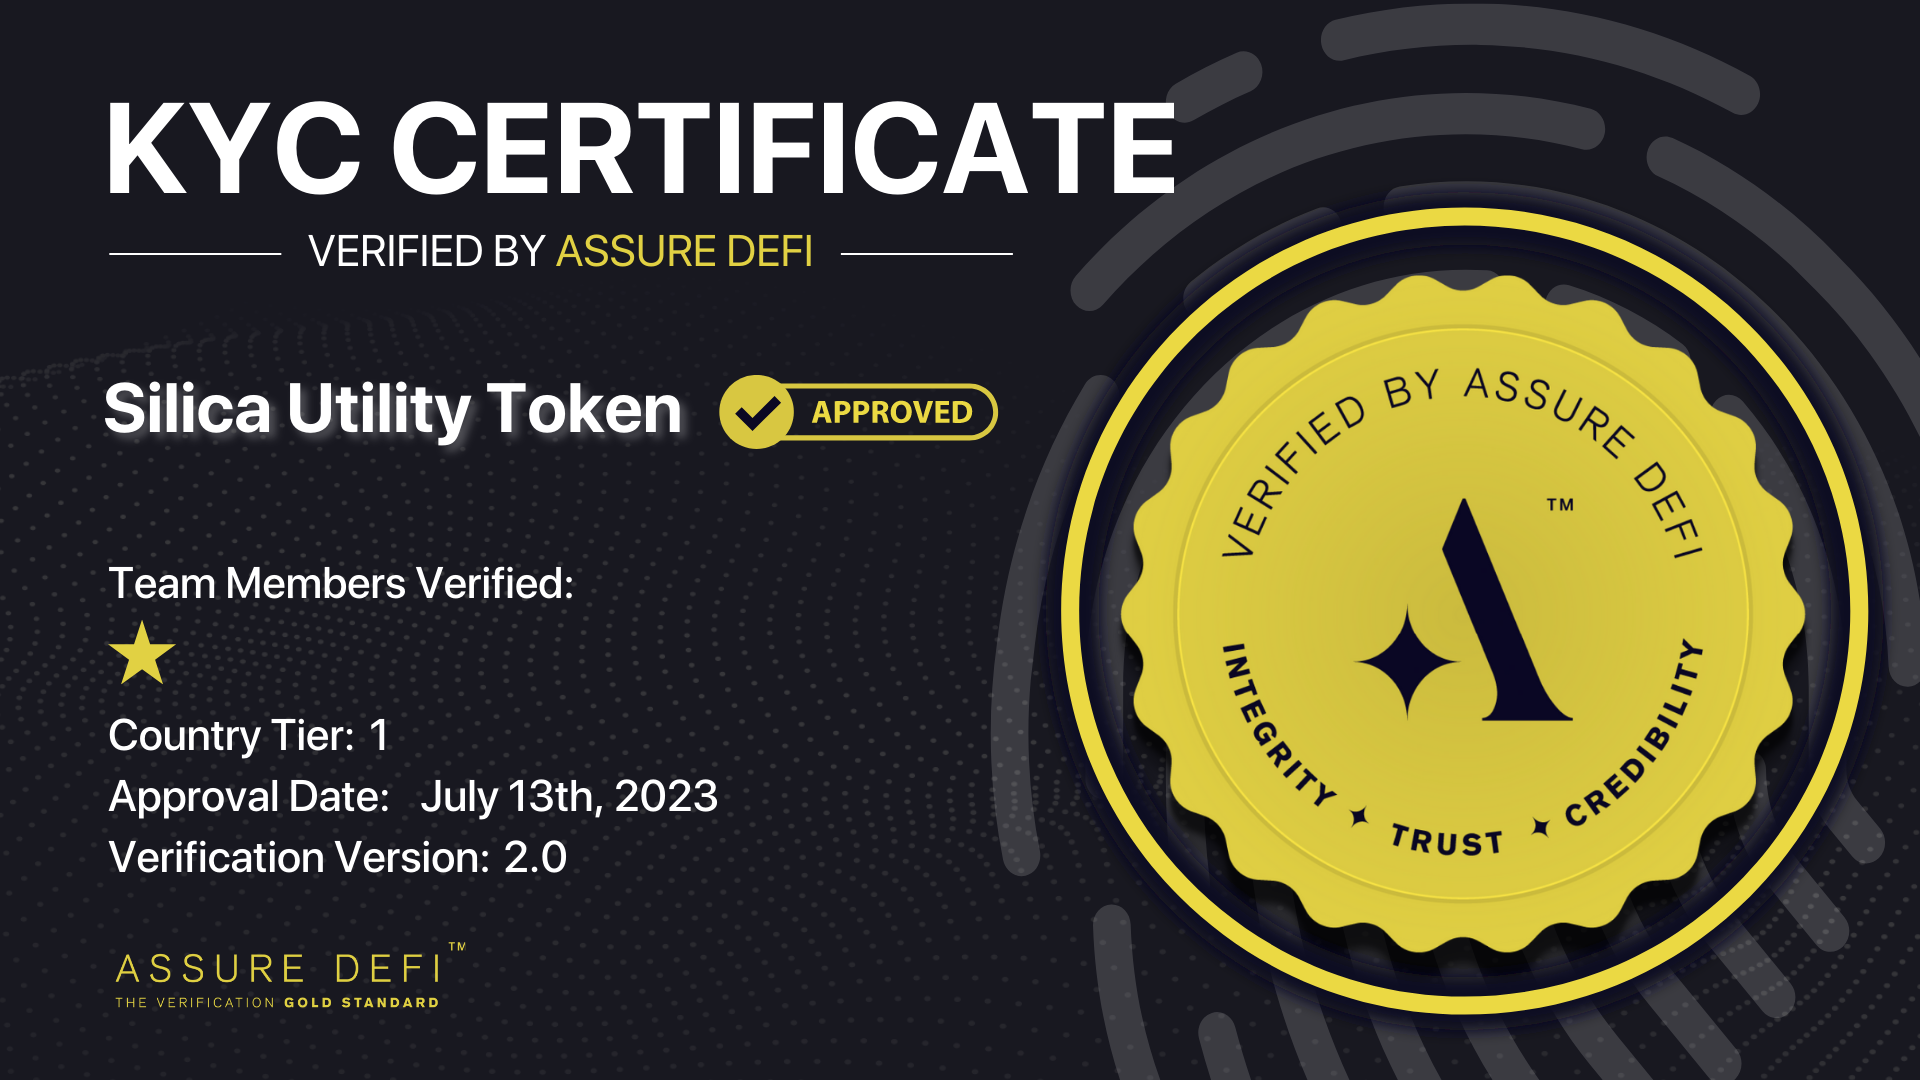 KYC CERTIFICATE
VERIFIED BY ASSURE DEFI
Silica Utility Token
APPROVED
Team Members Verified:
Country Tier: 1
Approval Date: July 13th, 2023
Verification Version: 2.0
ASSURE DEFI TM
THE VERIFICATION GOLD STANDARD
VERIFIED BY ASSURE DEFI
TM
INTEGRITY TRUST CREDIBILITY